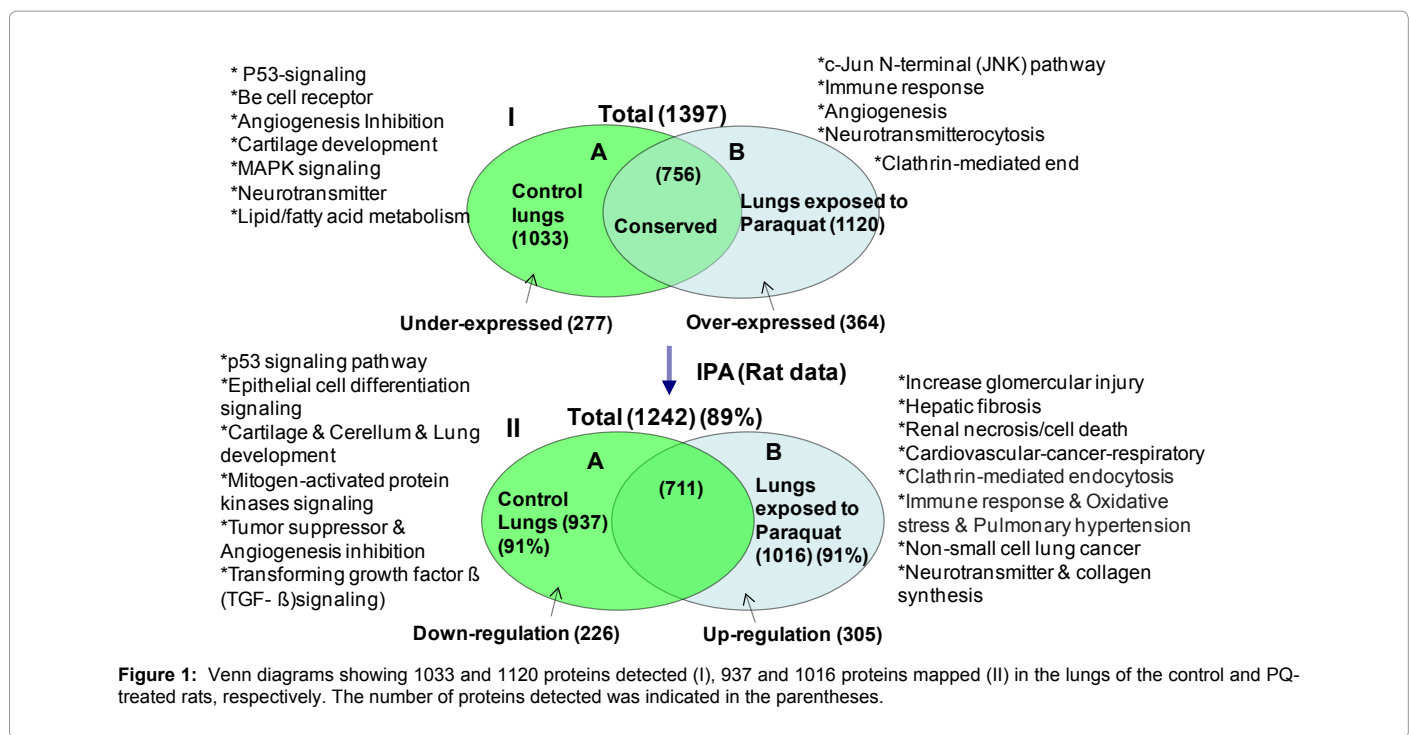 * P53-signaling
*Be cell receptor
*Angiogenesis Inhibition
*Cartilage development
*MAPK signaling
*Neurotransmitter
*Lipid/fatty acid metabolism
*c-Jun N-terminal (JNK) pathway
*Immune response
*Angiogenesis
*Neurotransmitterocytosis
*Clathrin-mediated end
I
Total (1397)
A
B
(756)
Control
lungs
(1033)
Conserved
Lungs exposed to
Paraquat (1120)
Under-expressed (277)
Over-expressed (364)
IPA (Rat data)
*p53 signaling pathway
*Epithelial cell differentiation
signaling
*Cartilage & Cerellum & Lung
development
*Mitogen-activated protein
kinases signaling
*Tumor suppressor &
Angiogenesis inhibition
*Transforming growth factor ß
(TGF- ß)signaling)
Total (1242) (89%)
II
A
B
(711)
Control
Lungs (937)
(91%)
Lungs
exposed to
Paraquat
(1016) (91%)
Down-regulation (226)
Up-regulation (305)
*Increase glomercular injury
*Hepatic fibrosis
*Renal necrosis/cell death
*Cardiovascular-cancer-respiratory
*Clathrin-mediated endocytosis
*Immune response & Oxidative
stress & Pulmonary hypertension
*Non-small cell lung cancer
*Neurotransmitter & collagen
synthesis
Figure 1: Venn diagrams showing 1033 and 1120 proteins detected (I), 937 and 1016 proteins mapped (II) in the lungs of the control and PQ-
treated rats, respectively. The number of proteins detected was indicated in the parentheses.